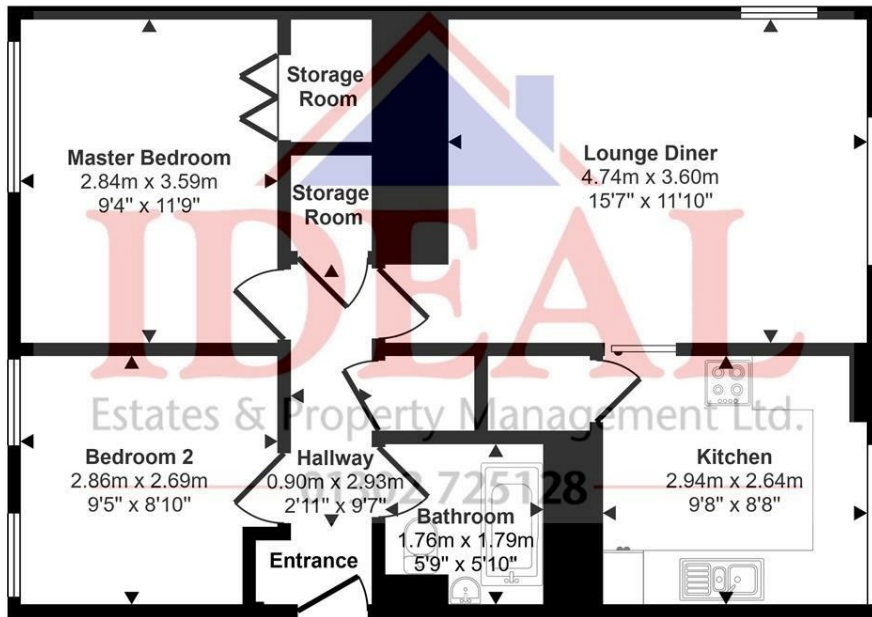 Storage
Room
Master Bedroom
2.84m x 3.59m
9'4" x 11'9"
Storage
Room
Lounge Diner
4.74m x 3.60m
15'7" x 11'10"
IDEAL
Estates & Property Management Ltd.
01302 725128
Bedroom 2
2.86m x 2.69m
9'5" x 8'10"
Hallway
0.90m x 2.93m
2'11" x 9'7"
Entrance
Bathroom
1.76m x 1.79m
5'9" x 5'10"
Kitchen
2.94m x 2.64m
9'8" x 8'8"